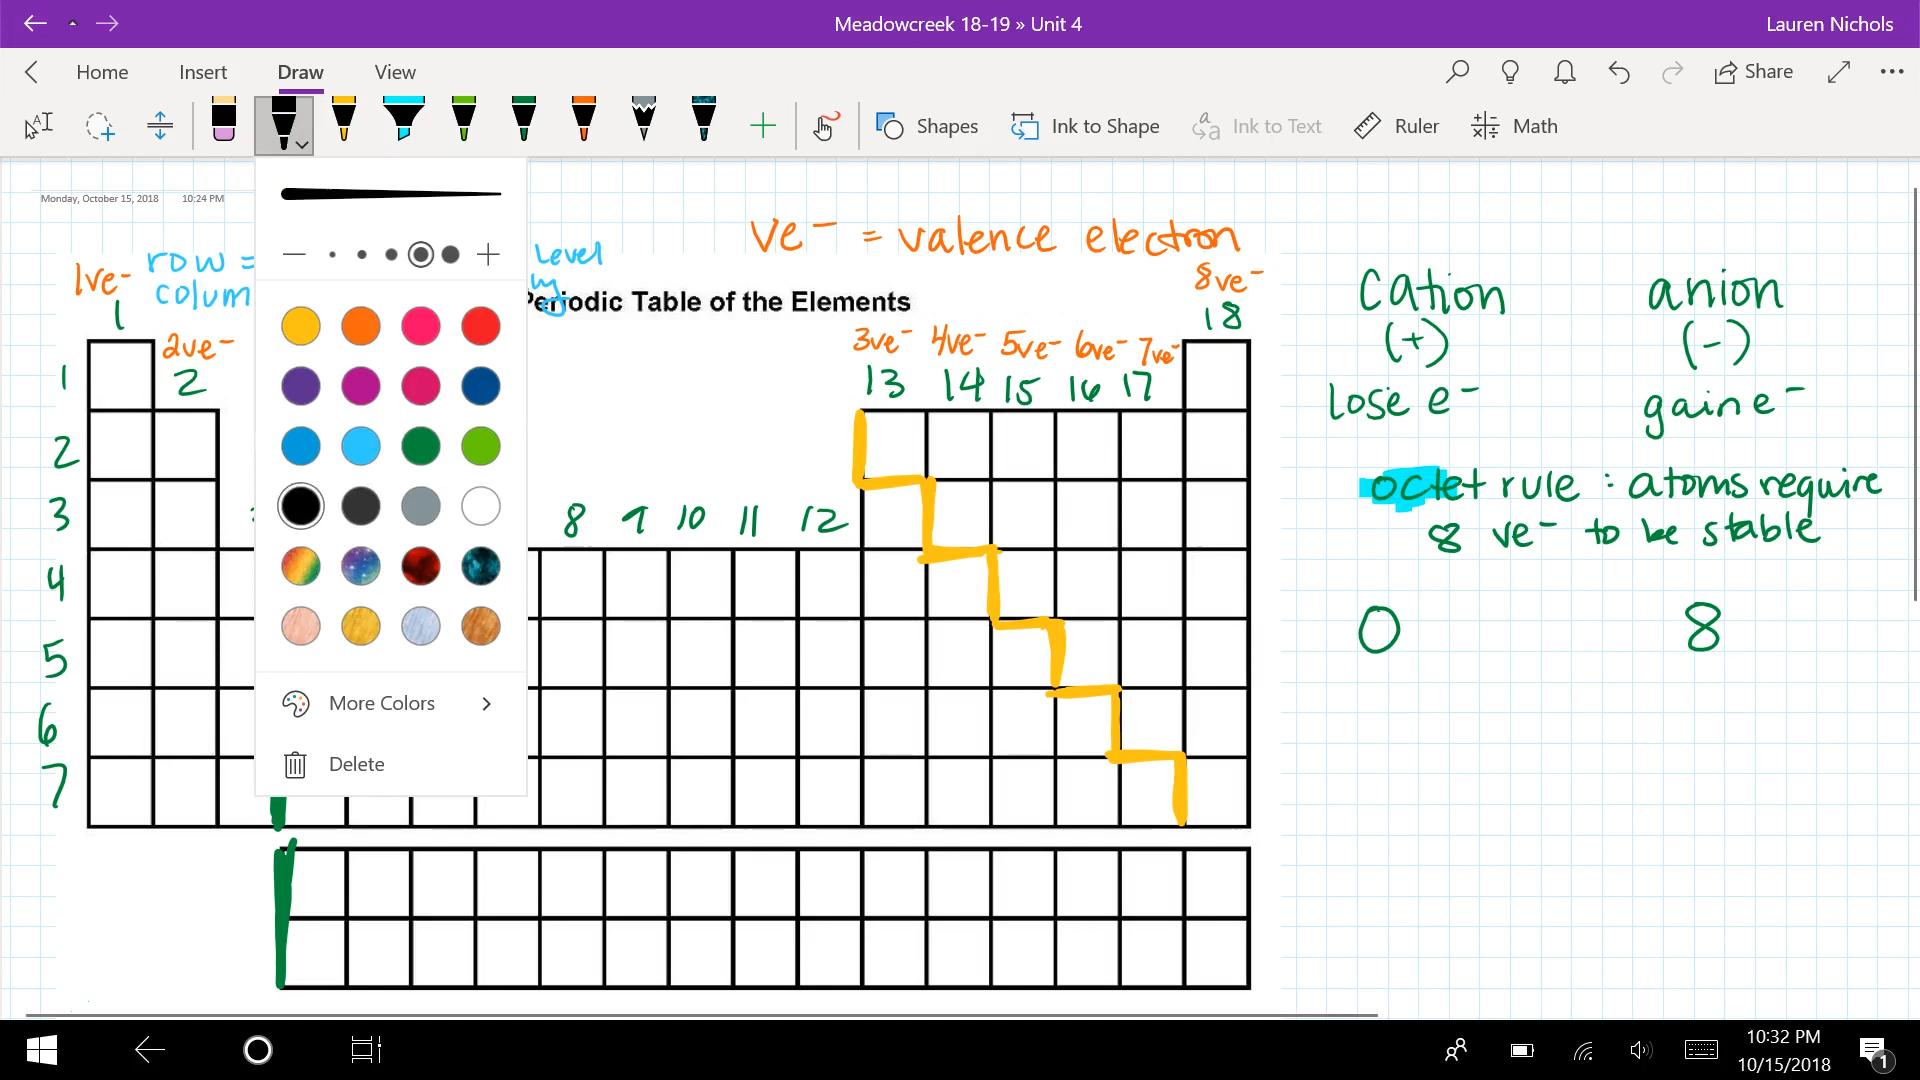 Meadowcreek 18-19 » Unit 4
Lauren Nichols
Home Insert Draw View
Share
Shapes Ink to Shape Ink to Text Ruler Math
Monday, October 15, 2018 10:24 PM
ve⁻ = valence electron
row = Level
colum ly
1ve⁻
1
Periodic Table of the Elements
8ve⁻
18
2ve⁻
2
3ve⁻ 4ve⁻ 5ve⁻ 6ve⁻ 7ve⁻
13 14 15 16 17
8 9 10 11 12
1
2
3
4
5
6
7
More Colors
Delete
Cation anion
(+) (-)
lose e⁻ gain e⁻
octet rule : atoms require
8 ve⁻ to be stable
0 8
10:32 PM
10/15/2018
1